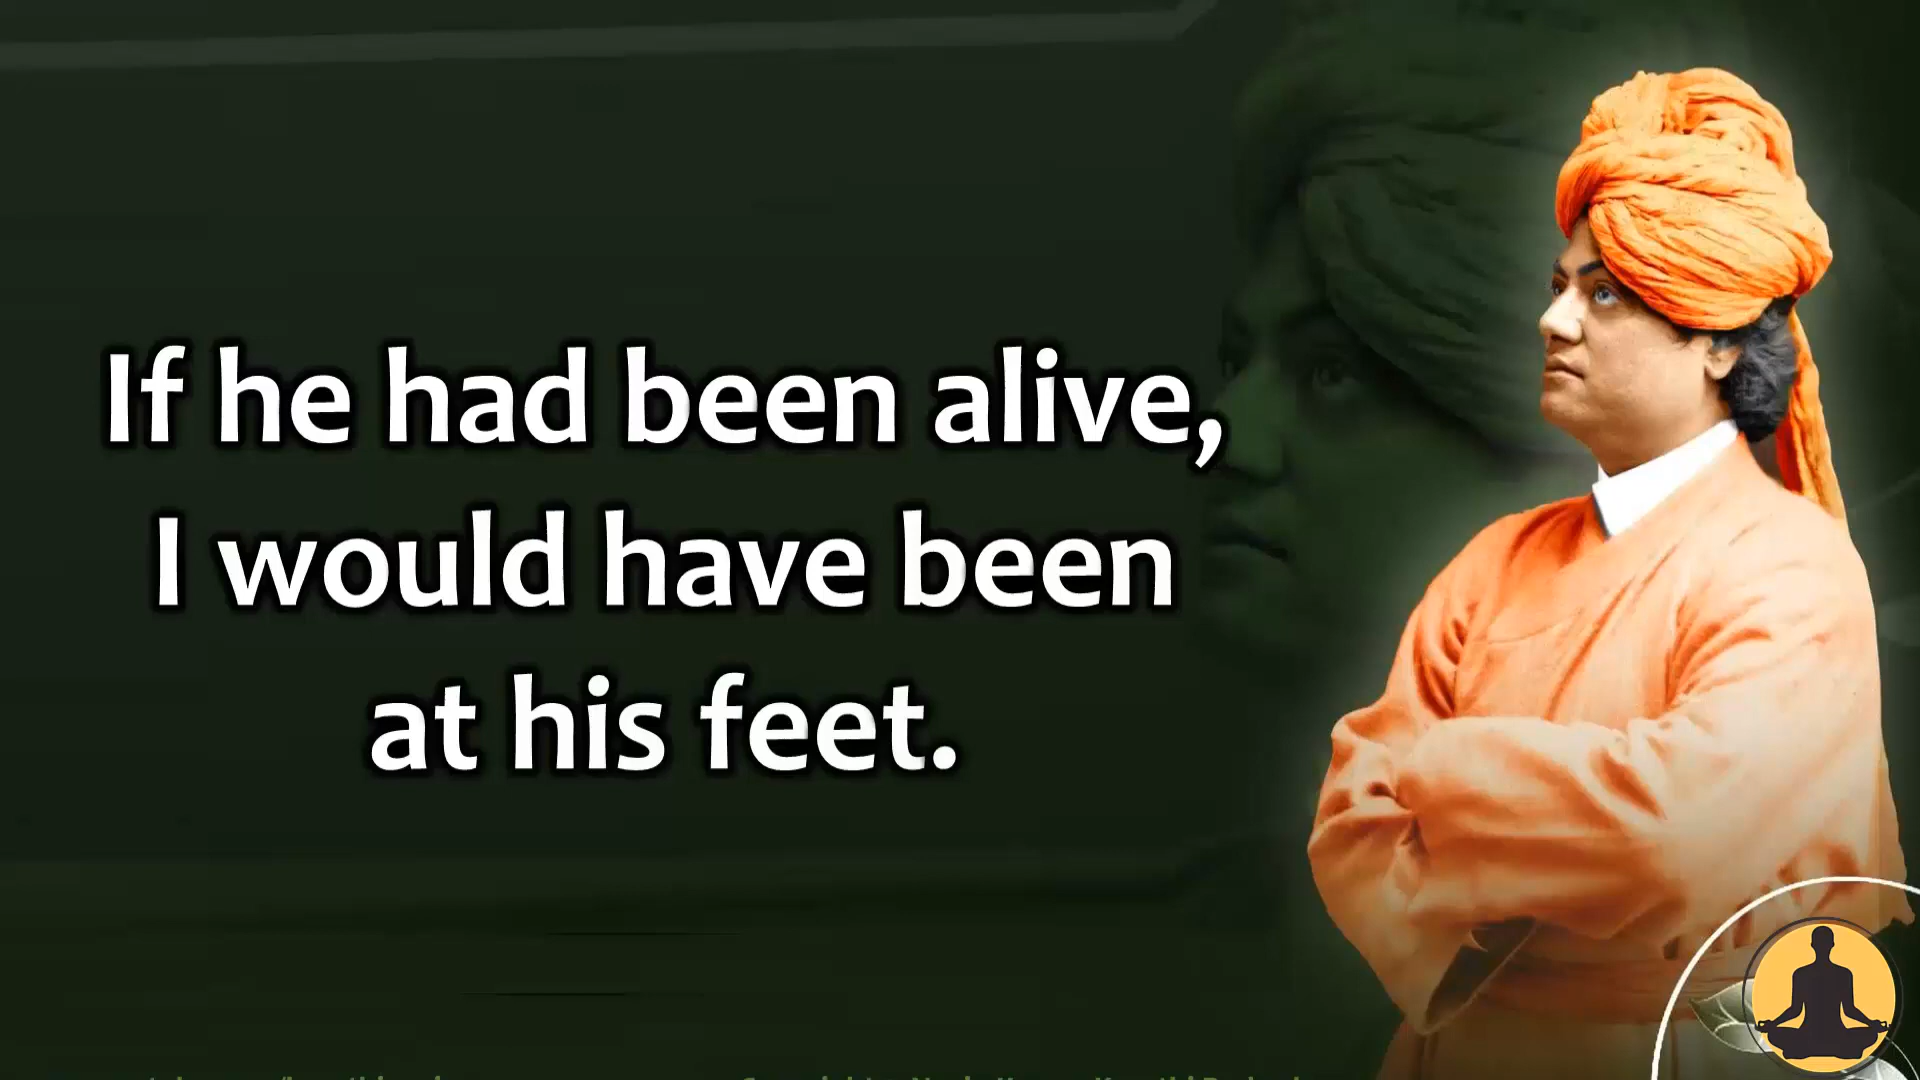 If he had been alive,
I would have been
at his feet.